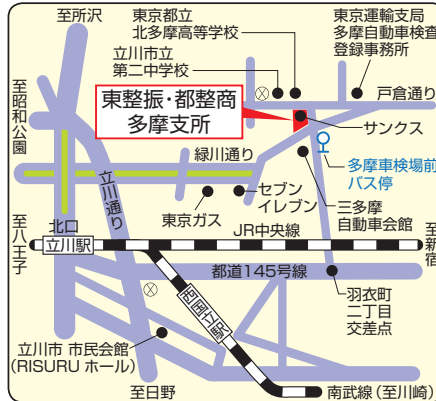 至所沢
東京都立
北多摩高等学校
東京運輸支局
多摩自動車検査
登録事務所
立川市立
第二中学校
戸倉通り
至昭和公園
東整振・都整商
多摩支所
サンクス
緑川通り
多摩車検場前
バス停
立川通り
セブン
イレブン
東京ガス
三多摩
自動車会館
至八王子
北口
立川駅
JR中央線
至新宿
都道145号線
西国立駅
羽衣町
二丁目
交差点
立川市 市民会館
(RISURU ホール)
至日野
南武線(至川崎)